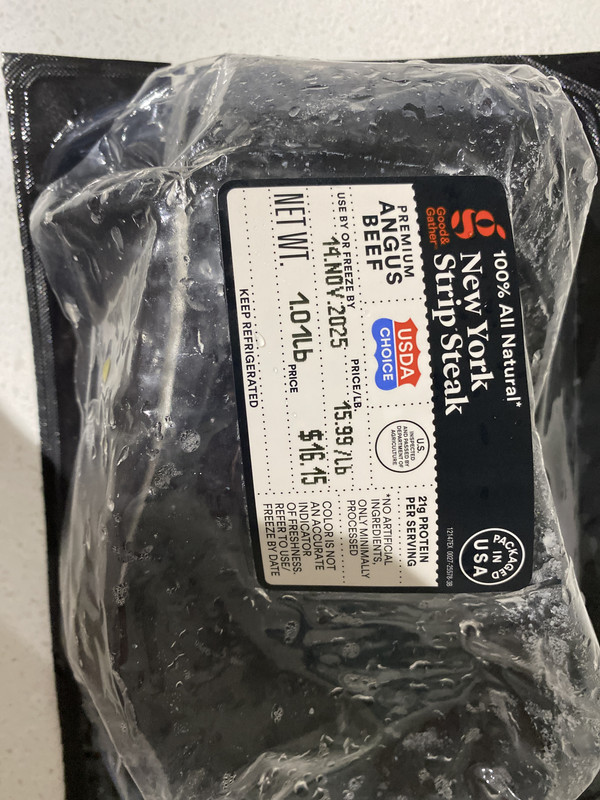 100% All Natural*
Good&
Gather™
New York
Strip Steak
PACKAGED
IN
USA
PREMIUM
ANGUS
BEEF
USDA
CHOICE
U.S.
INSPECTED
AND PASSED BY
DEPARTMENT OF
AGRICULTURE
21g PROTEIN
PER SERVING
USE BY OR FREEZE BY
14.NOV.2025
PRICE/LB
15.99 /Lb
NET WT.
1.01Lb
PRICE
$16.15
KEEP REFRIGERATED
*NO ARTIFICIAL
INGREDIENTS,
ONLY MINIMALLY
PROCESSED
COLOR IS NOT
AN ACCURATE
INDICATOR
OF FRESHNESS.
REFER TO USE/
FREEZE BY DATE